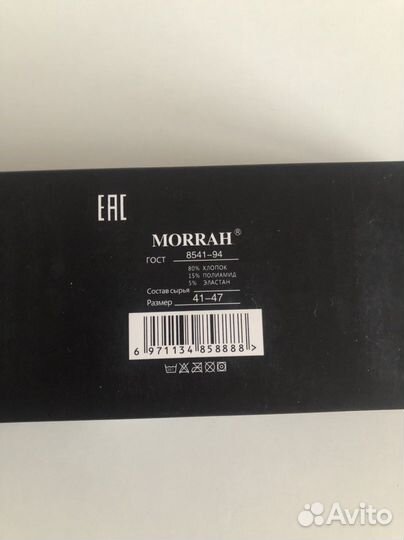 EAC
MORRAH®
ГОСТ 8541-94
80% ХЛОПОК
15% ПОЛИАМИД
5% ЭЛАСТАН
Состав сырья
Размер 41-47
6 971134 858888 >
Avito